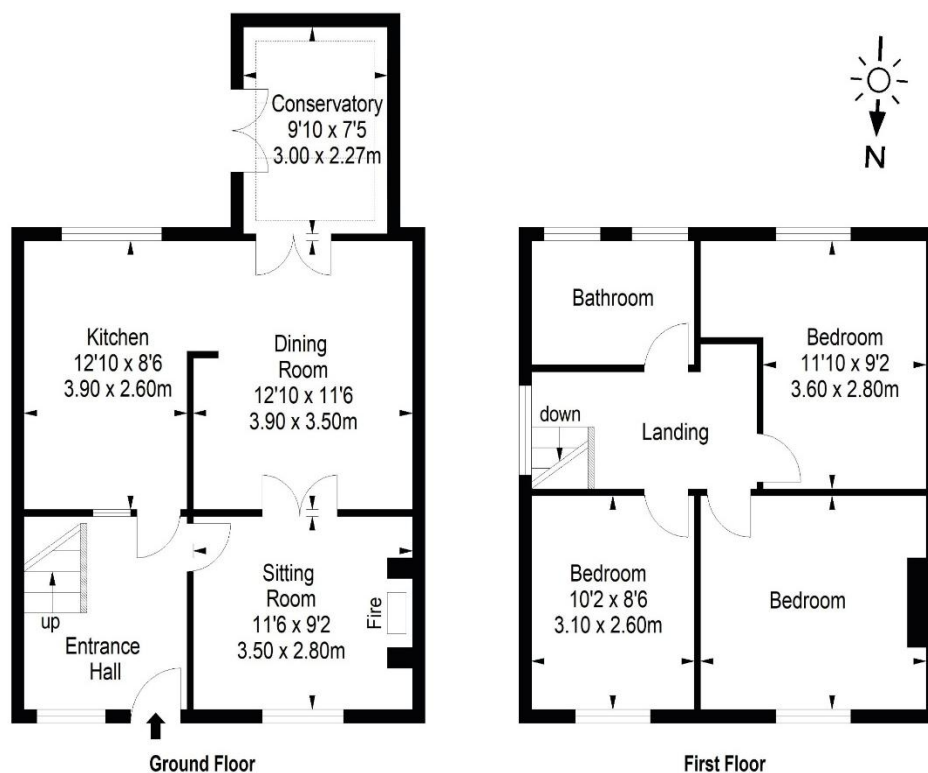 Conservatory
9'10 x 7'5
3.00 x 2.27m
N
Kitchen
12'10 x 8'6
3.90 x 2.60m
Dining
Room
12'10 x 11'6
3.90 x 3.50m
up
Entrance
Hall
Sitting
Room
11'6 x 9'2
3.50 x 2.80m
Fire
Ground Floor
Bathroom
Bedroom
11'10 x 9'2
3.60 x 2.80m
down
Landing
Bedroom
10'2 x 8'6
3.10 x 2.60m
Bedroom
First Floor